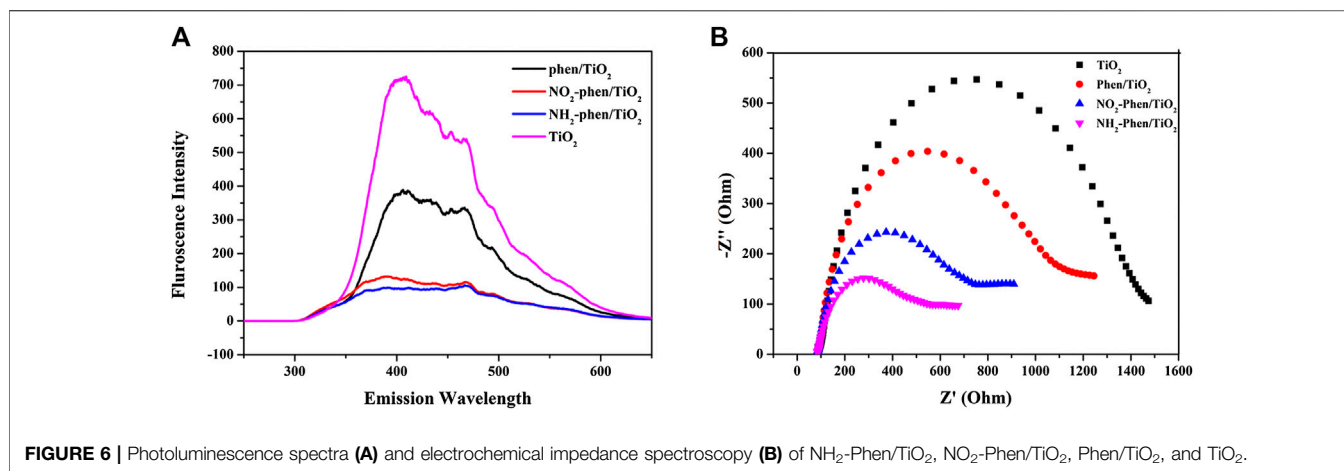 A
800
700
600
500
400
300
200
100
0
-100
300
400
500
600
Fluroscence Intensity
Emission Wavelength
phen/TiO₂
NO₂-phen/TiO₂
NH₂-phen/TiO₂
TiO₂
B
600
500
400
300
200
100
0
0
200
400
600
800
1000
1200
1400
1600
-Z'' (Ohm)
Z' (Ohm)
TiO₂
Phen/TiO₂
NO₂-Phen/TiO₂
NH₂-Phen/TiO₂
FIGURE 6 | Photoluminescence spectra (A) and electrochemical impedance spectroscopy (B) of NH₂-Phen/TiO₂, NO₂-Phen/TiO₂, Phen/TiO₂, and TiO₂.